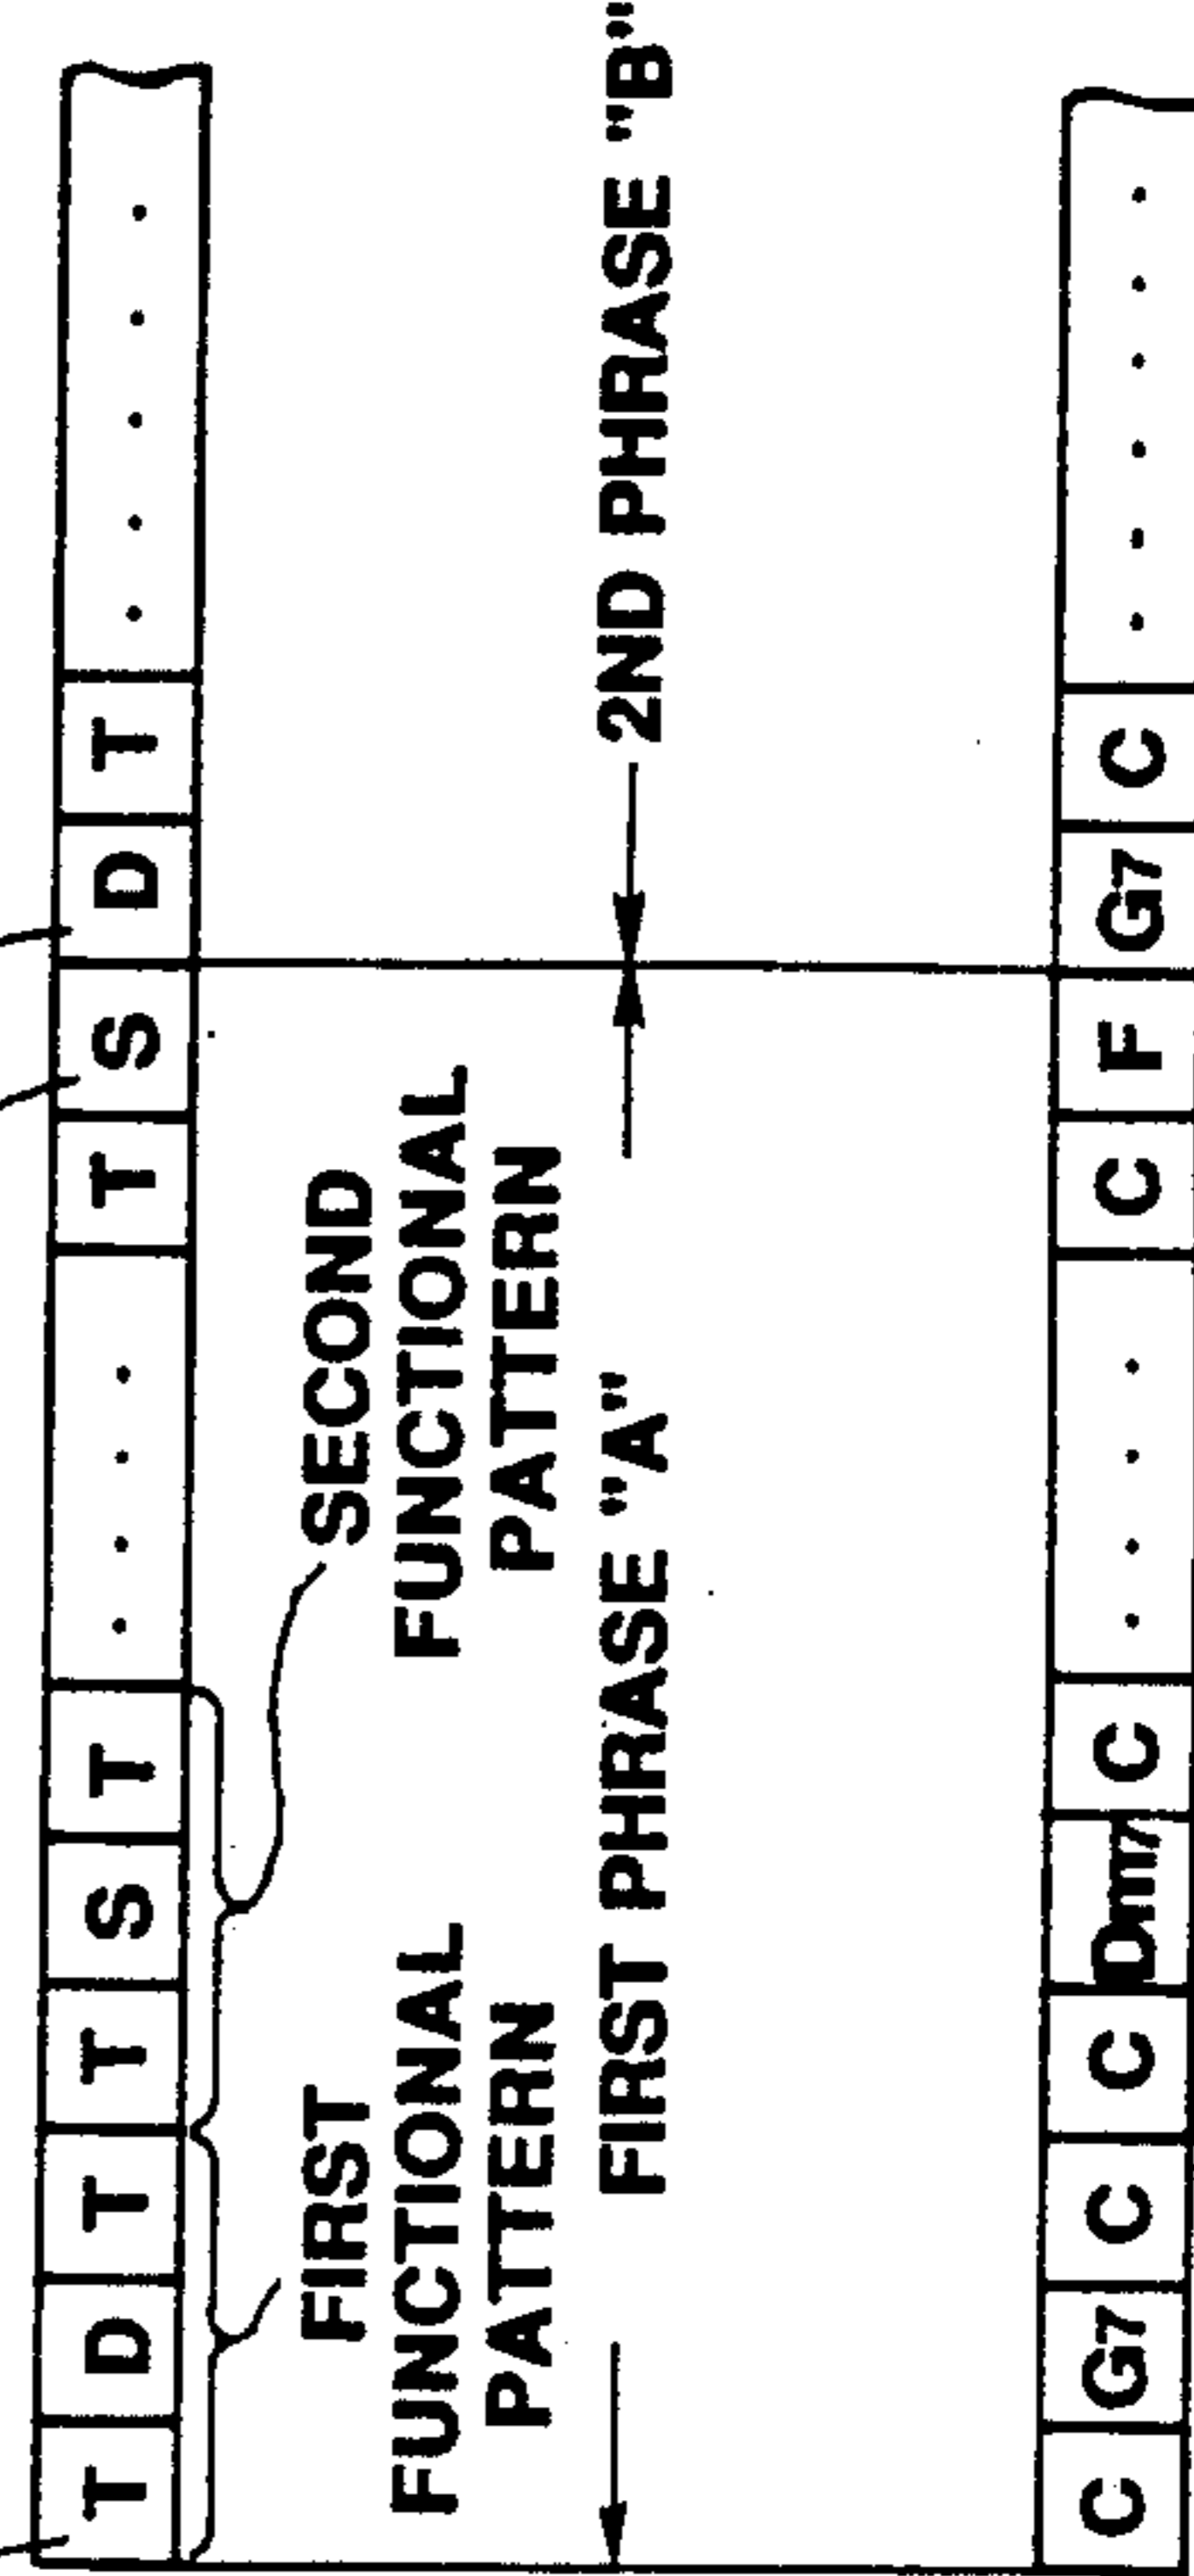 T D T T S T . . . . T S D T . . . . .
FIRST
FUNCTIONAL
PATTERN
SECOND
FUNCTIONAL
PATTERN
FIRST PHRASE "A"
2ND PHRASE "B"
C G7 C C Dm7 C . . . . C F G7 C . . . . . .